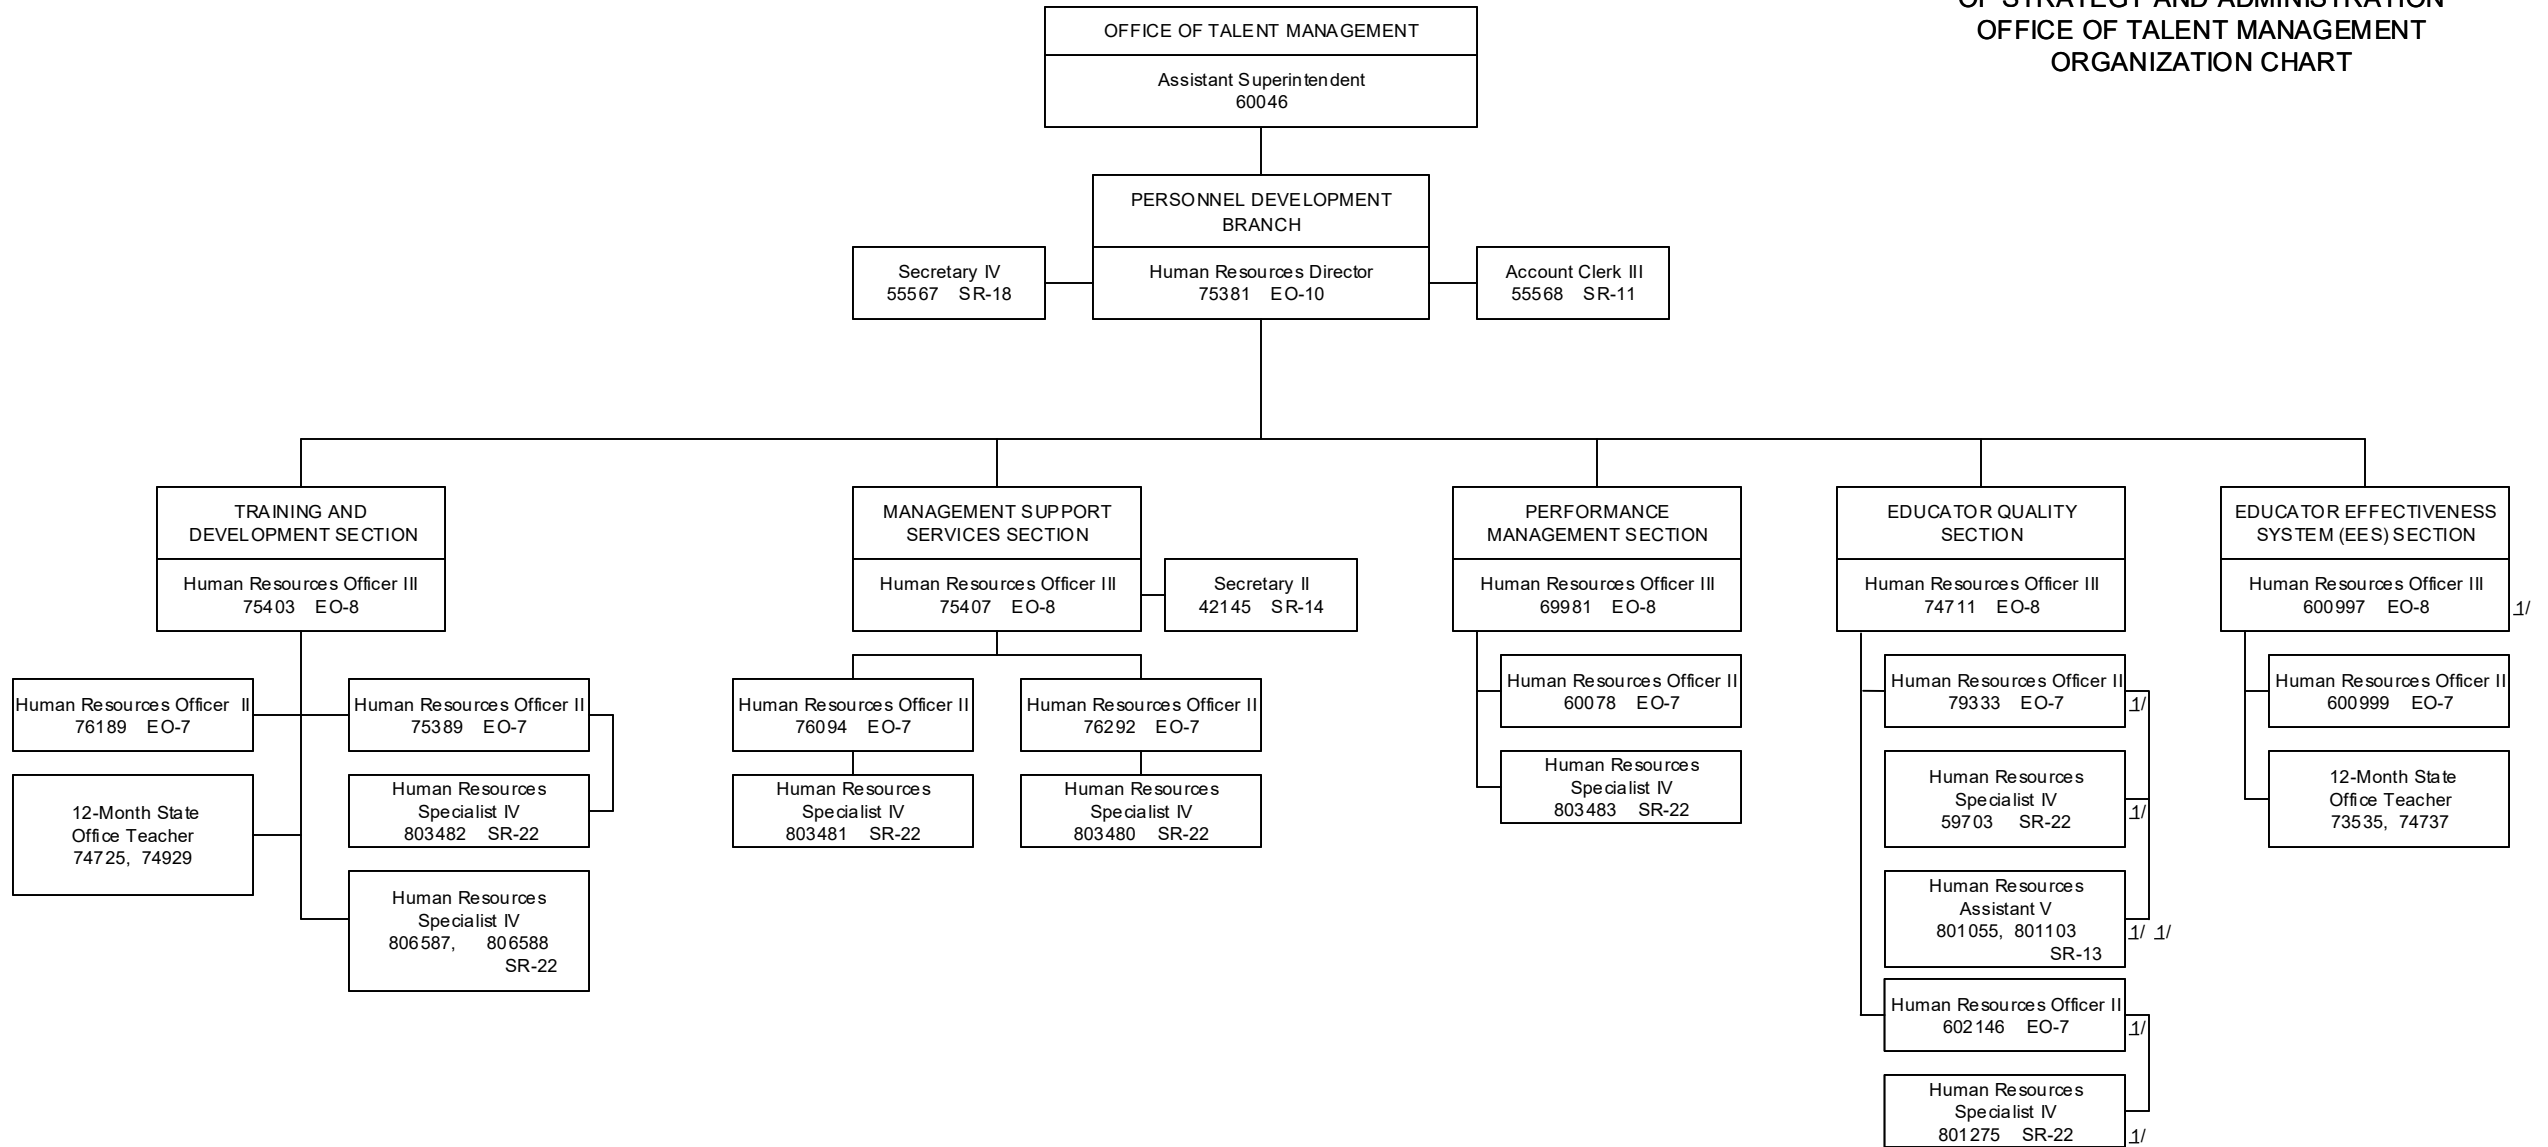 OF STRATEGY AND ADMINISTRATION
OFFICE OF TALENT MANAGEMENT
ORGANIZATION CHART
OFFICE OF TALENT MANAGEMENT
Assistant Superintendent
60046
PERSONNEL DEVELOPMENT
BRANCH
Human Resources Director
75381 EO-10
Secretary IV
55567 SR-18
Account Clerk III
55568 SR-11
TRAINING AND
DEVELOPMENT SECTION
Human Resources Officer III
75403 EO-8
Human Resources Officer II
76189 EO-7
12-Month State
Office Teacher
74725, 74929
Human Resources Officer II
75389 EO-7
Human Resources
Specialist IV
803482 SR-22
Human Resources
Specialist IV
806587, 806588
SR-22
MANAGEMENT SUPPORT
SERVICES SECTION
Human Resources Officer III
75407 EO-8
Secretary II
42145 SR-14
Human Resources Officer II
76094 EO-7
Human Resources
Specialist IV
803481 SR-22
Human Resources Officer II
76292 EO-7
Human Resources
Specialist IV
803480 SR-22
PERFORMANCE
MANAGEMENT SECTION
Human Resources Officer III
69981 EO-8
Human Resources Officer II
60078 EO-7
Human Resources
Specialist IV
803483 SR-22
EDUCATOR QUALITY
SECTION
Human Resources Officer III
74711 EO-8
Human Resources Officer II
79333 EO-7 1/
Human Resources
Specialist IV
59703 SR-22 1/
Human Resources
Assistant V
801055, 801103 1/ 1/
SR-13
Human Resources Officer II
602146 EO-7 1/
Human Resources
Specialist IV
801275 SR-22 1/
EDUCATOR EFFECTIVENESS
SYSTEM (EES) SECTION
Human Resources Officer III
600997 EO-8 1/
Human Resources Officer II
600999 EO-7
12-Month State
Office Teacher
73535, 74737